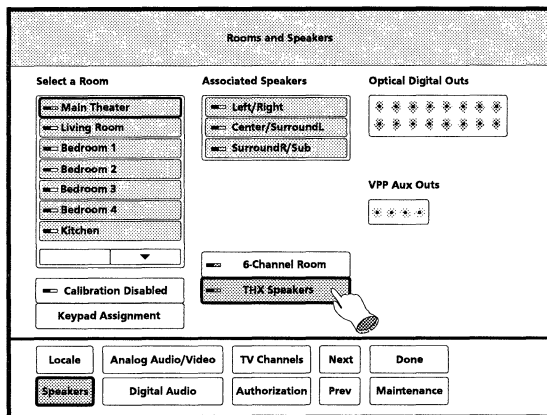 Rooms and Speakers
Select a Room
Main Theater
Living Room
Bedroom 1
Bedroom 2
Bedroom 3
Bedroom 4
Kitchen
Calibration Disabled
Keypad Assignment
Associated Speakers
Left/Right
Center/SurroundL
SurroundR/Sub
6-Channel Room
THX Speakers
Optical Digital Outs
VPP Aux Outs
Locale Analog Audio/Video TV Channels Next Done
Speakers Digital Audio Authorization Prev Maintenance